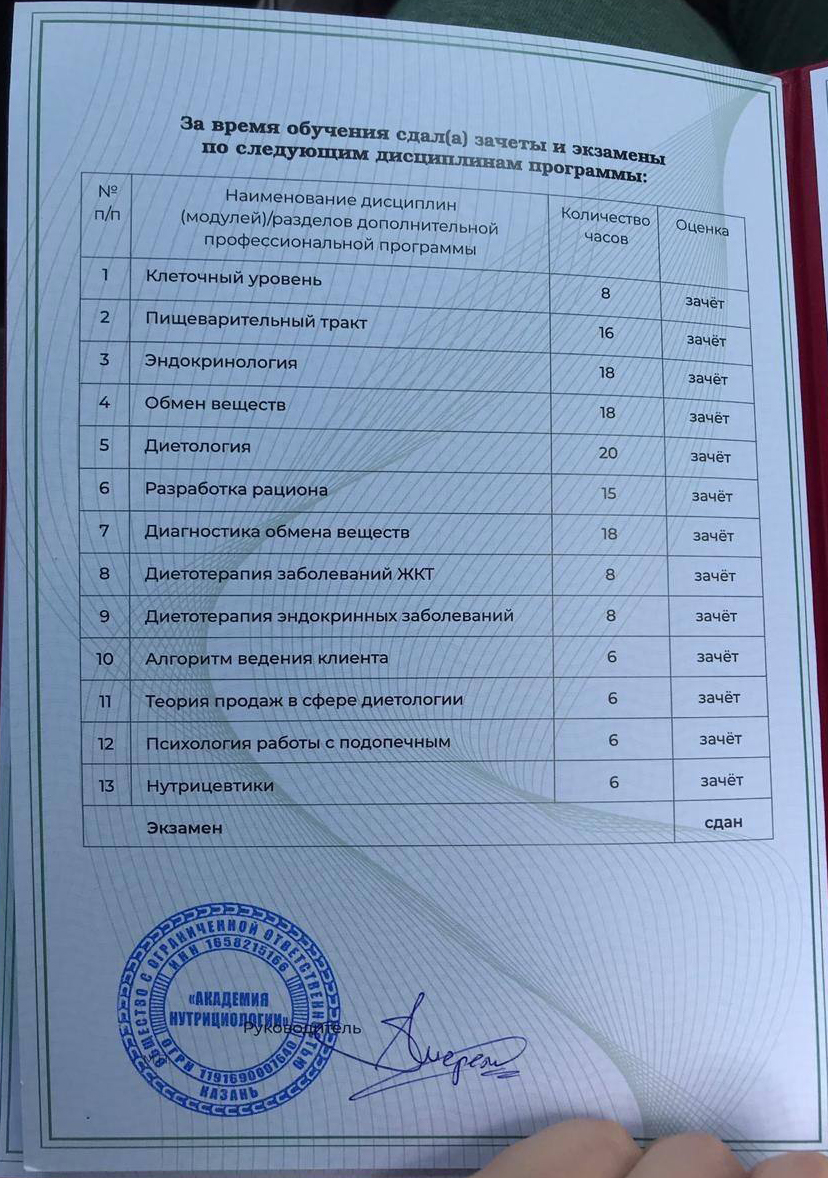 За время обучения сдал(а) зачеты и экзамены
по следующим дисциплинам программы:
№ п/п Наименование дисциплин (модулей)/разделов дополнительной профессиональной программы Количество часов Оценка
1 Клеточный уровень 8 зачёт
2 Пищеварительный тракт 16 зачёт
3 Эндокринология 18 зачёт
4 Обмен веществ 18 зачёт
5 Диетология 20 зачёт
6 Разработка рациона 15 зачёт
7 Диагностика обмена веществ 18 зачёт
8 Диетотерапия заболеваний ЖКТ 8 зачёт
9 Диетотерапия эндокринных заболеваний 8 зачёт
10 Алгоритм ведения клиента 6 зачёт
11 Теория продаж в сфере диетологии 6 зачёт
12 Психология работы с подопечным 6 зачёт
13 Нутрицевтики 6 зачёт
Экзамен сдан
ОБЩЕСТВО С ОГРАНИЧЕННОЙ ОТВЕТСТВЕННОСТЬЮ
ИНН 1658215166
«АКАДЕМИЯ
НУТРИЦИОЛОГИИ»
Руководитель
ОГРН 1191690007640
КАЗАНЬ